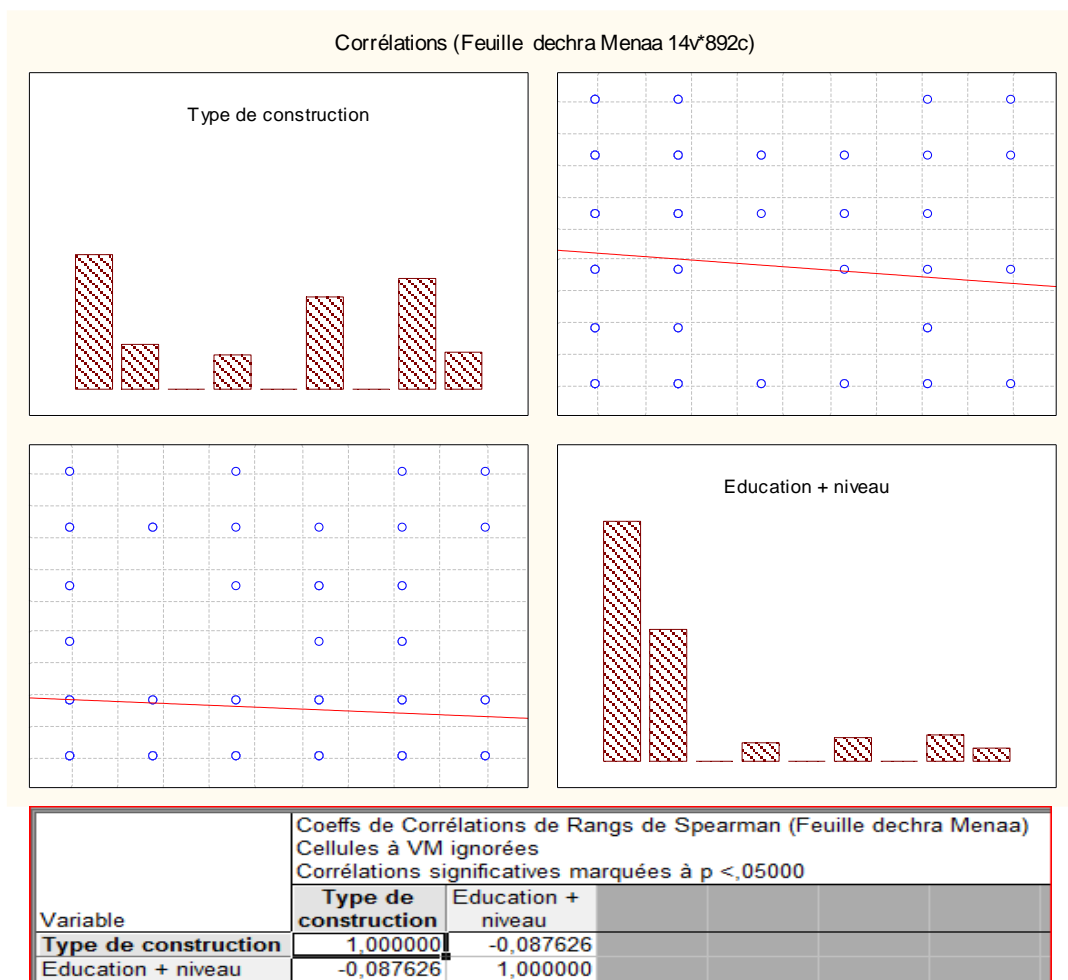 Corrélations (Feuille dechra Menaa 14v*892c)
Type de construction
Education + niveau
Coeffs de Corrélations de Rangs de Spearman (Feuille dechra Menaa)
Cellules à VM ignorées
Corrélations significatives marquées à p <,05000
Variable Type de construction Education + niveau
Type de construction 1,000000 -0,087626
Education + niveau -0,087626 1,000000